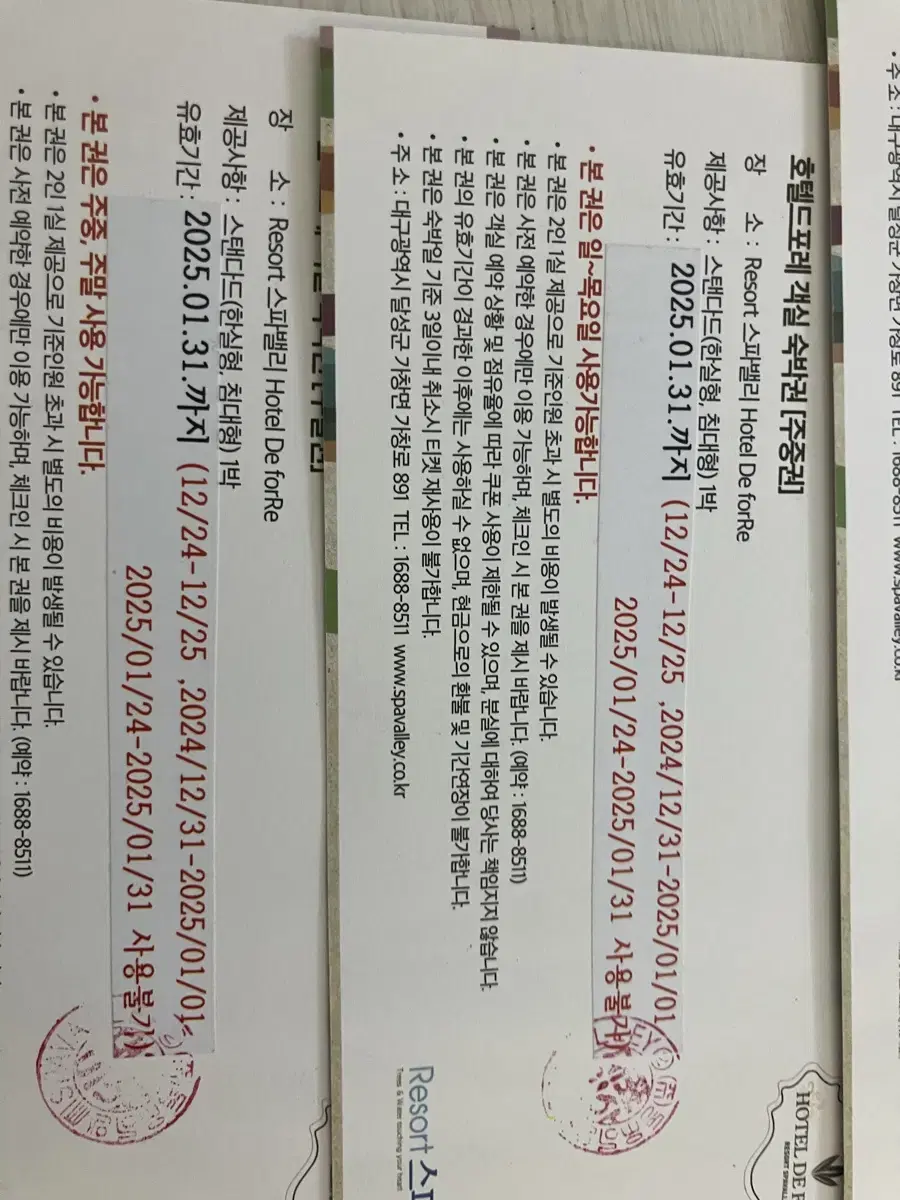 호텔드포레 객실 숙박권 [주중권]
장 소 : Resort 스파밸리 Hotel De forRe
제공사항 : 스탠다드(한실형, 침대형) 1박
유효기간 : 2025.01.31.까지 (12/24-12/25 ,2024/12/31-2025/01/01
2025/01/24-2025/01/31 사용불가)
• 본 권은 일~목요일 사용가능합니다.
• 본 권은 2인 1실 제공으로 기준인원 초과 시 별도의 비용이 발생될 수 있습니다.
• 본 권은 사전 예약한 경우에만 이용 가능하며, 체크인 시 본 권을 제시 바랍니다. (예약 : 1688-8511)
• 본 권은 객실 예약 상황 및 점유율에 따라 쿠폰 사용이 제한될 수 있으며, 분실에 대하여 당사는 책임지지 않습니다.
• 본 권의 유효기간이 경과한 이후에는 사용하실 수 없으며, 현금으로의 환불 및 기간연장이 불가합니다.
• 본 권은 숙박일 기준 3일이내 취소시 티켓 재사용이 불가합니다.
• 주 소 : 대구광역시 달성군 가창면 가창로 891 TEL : 1688-8511 www.spavalley.co.kr
HOTEL DE
Resort 스파
Trees & Water touching your heart
장 소 : Resort 스파밸리 Hotel De forRe
제공사항 : 스탠다드(한실형, 침대형) 1박
유효기간 : 2025.01.31.까지 (12/24-12/25 ,2024/12/31-2025/01/01
2025/01/24-2025/01/31 사용불가)
• 본 권은 주중, 주말 사용 가능합니다.
• 본 권은 2인 1실 제공으로 기준인원 초과 시 별도의 비용이 발생될 수 있습니다.
• 본 권은 사전 예약한 경우에만 이용 가능하며, 체크인 시 본 권을 제시 바랍니다. (예약 : 1688-8511)
• 주 소 : 대구광역시 달성군 가창면 가창로 891 TEL : 1688-8511 www.spavalley.co.kr